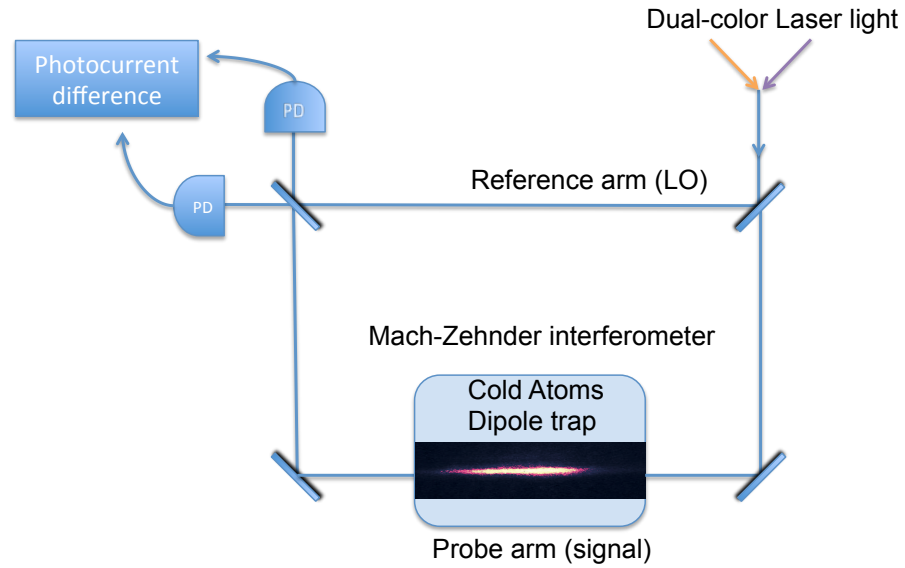 Dual-color Laser light
Photocurrent
difference
PD
Reference arm (LO)
PD
Mach-Zehnder interferometer
Cold Atoms
Dipole trap
Probe arm (signal)